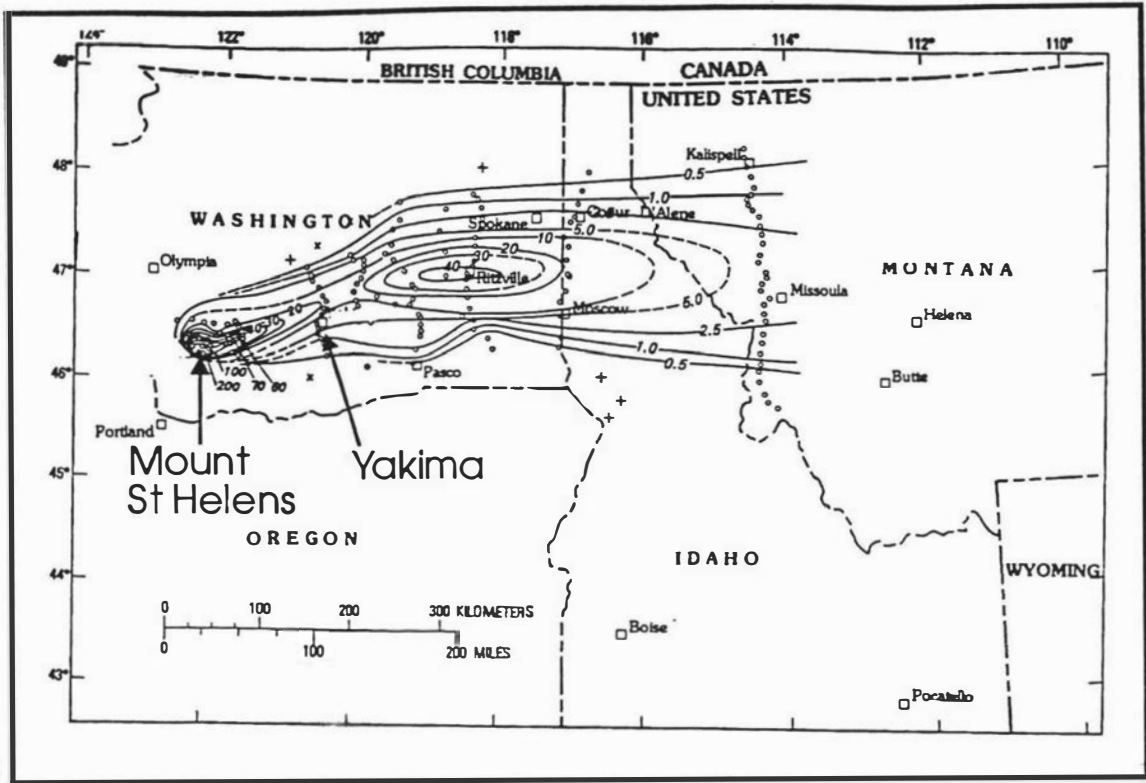 124° 122° 120° 118° 116° 114° 112° 110°
49°
BRITISH COLUMBIA CANADA
UNITED STATES
48°
Kalispell
0.5
1.0
WASHINGTON
Spokane
D'Alene
5.0
10
20
30
40
Ritzville
47°
Olympia
MONTANA
Missoula
Helena
5.0
Moscow
2.5
1.0
0.5
100
200 70
46°
Pasco
Butte
Portland
45°
Mount
St Helens
Yakima
OREGON
IDAHO
WYOMING
44°
0 100 200 300 KILOMETERS
0 100 200 MILES
Boise
43°
Pocatello